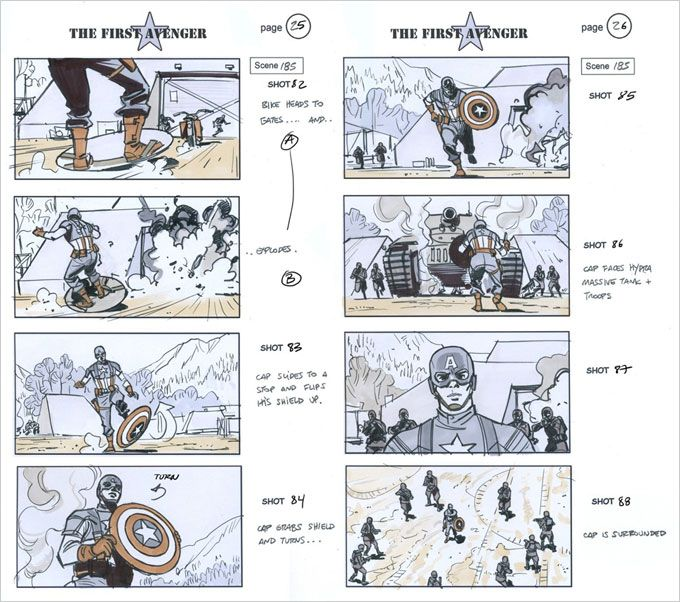 THE FIRST AVENGER
page 25
Scene 185
SHOT 82
BIKE HEADS TO
GATES.... AND..
A
..EXPLODES.
B
SHOT 83
CAP SLIDES TO A
STOP AND FLIPS
HIS SHIELD UP.
TURN
SHOT 84
CAP GRABS SHIELD
AND TURNS...
THE FIRST AVENGER
page 26
Scene 185
SHOT 85
SHOT 86
CAP FACES HYDRA
MASSIVE TANK +
TROOPS
SHOT 87
A
SHOT 88
CAP IS SURROUNDED